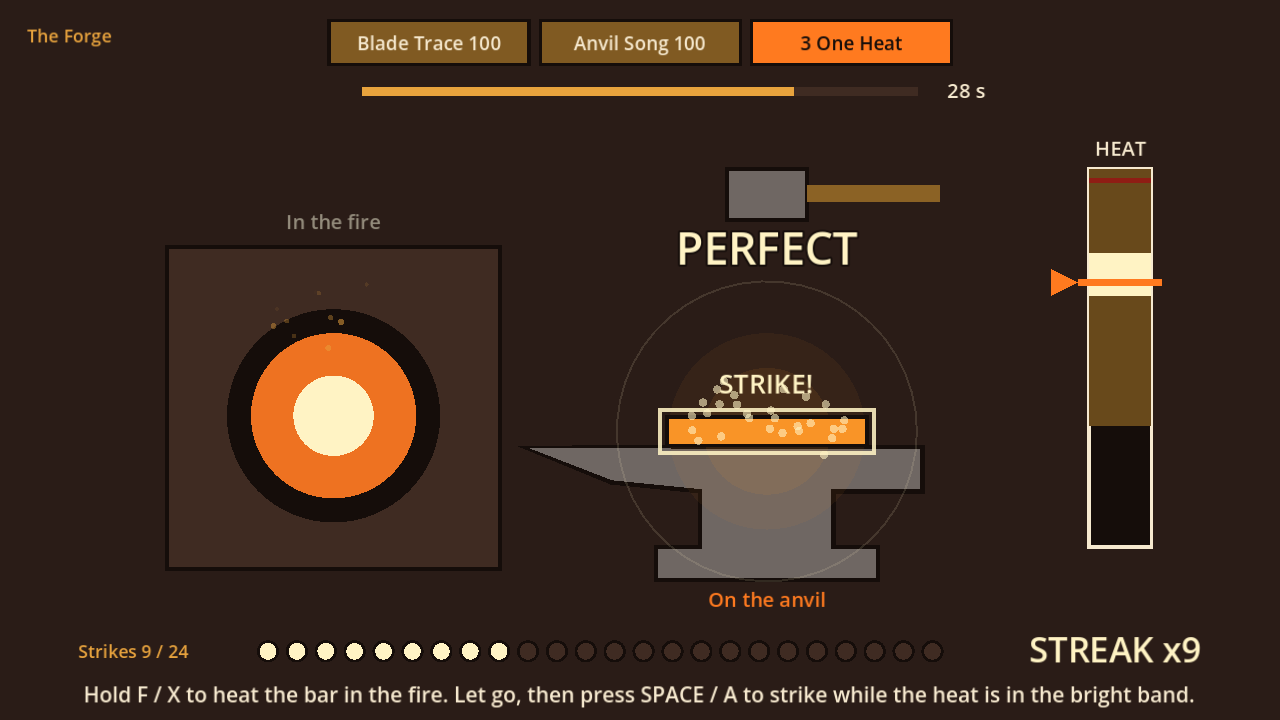 The Forge
Blade Trace 100
Anvil Song 100
3 One Heat
28 s
HEAT
In the fire
PERFECT
STRIKE!
On the anvil
Strikes 9 / 24
STREAK x9
Hold F / X to heat the bar in the fire. Let go, then press SPACE / A to strike while the heat is in the bright band.